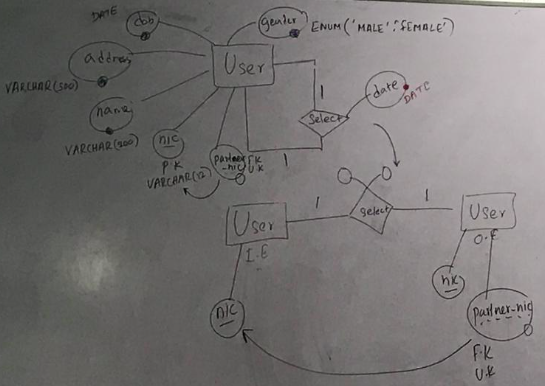 DATE
dob
gender
ENUM('MALE','FEMALE')
address
VARCHAR(500)
User
name
VARCHAR(300)
nic
P.K
VARCHAR(12)
partner
-nic
F.K
U.K
1
1
Select
date
DATE
User
I.E
1
Select
1
User
O.E
nic
nic
partner-nic
F.K
U.K